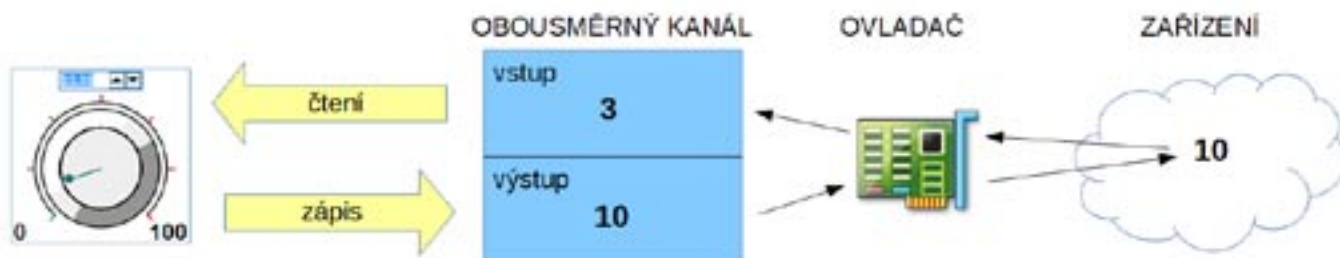 OBOUSMĚRNÝ KANÁL
OVLADAČ
ZAŘÍZENÍ
čtení
zápis
vstup
3
výstup
10
10
0
100